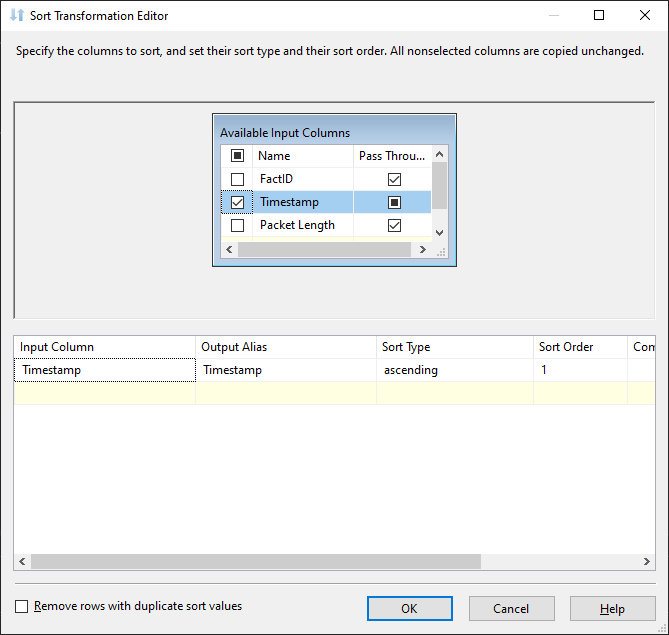 Sort Transformation Editor
Specify the columns to sort, and set their sort type and their sort order. All nonselected columns are copied unchanged.
Available Input Columns
Name Pass Throu...
FactID
Timestamp
Packet Length
Input Column Output Alias Sort Type Sort Order Com
Timestamp Timestamp ascending 1
Remove rows with duplicate sort values
OK Cancel Help